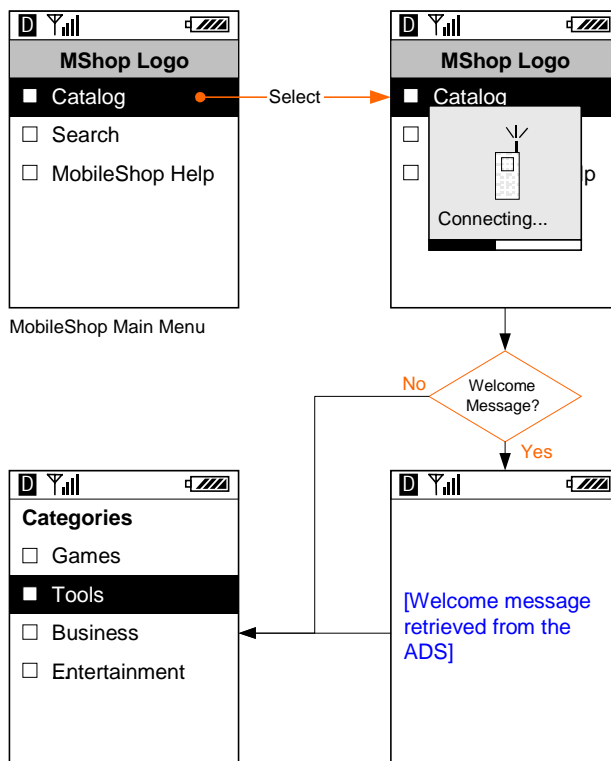 D
MShop Logo
Catalog
Search
MobileShop Help
MobileShop Main Menu
Select
D
MShop Logo
Catalog
lp
Connecting...
Welcome
Message?
No
Yes
D
Categories
Games
Tools
Business
Entertainment
D
[Welcome message
retrieved from the
ADS]